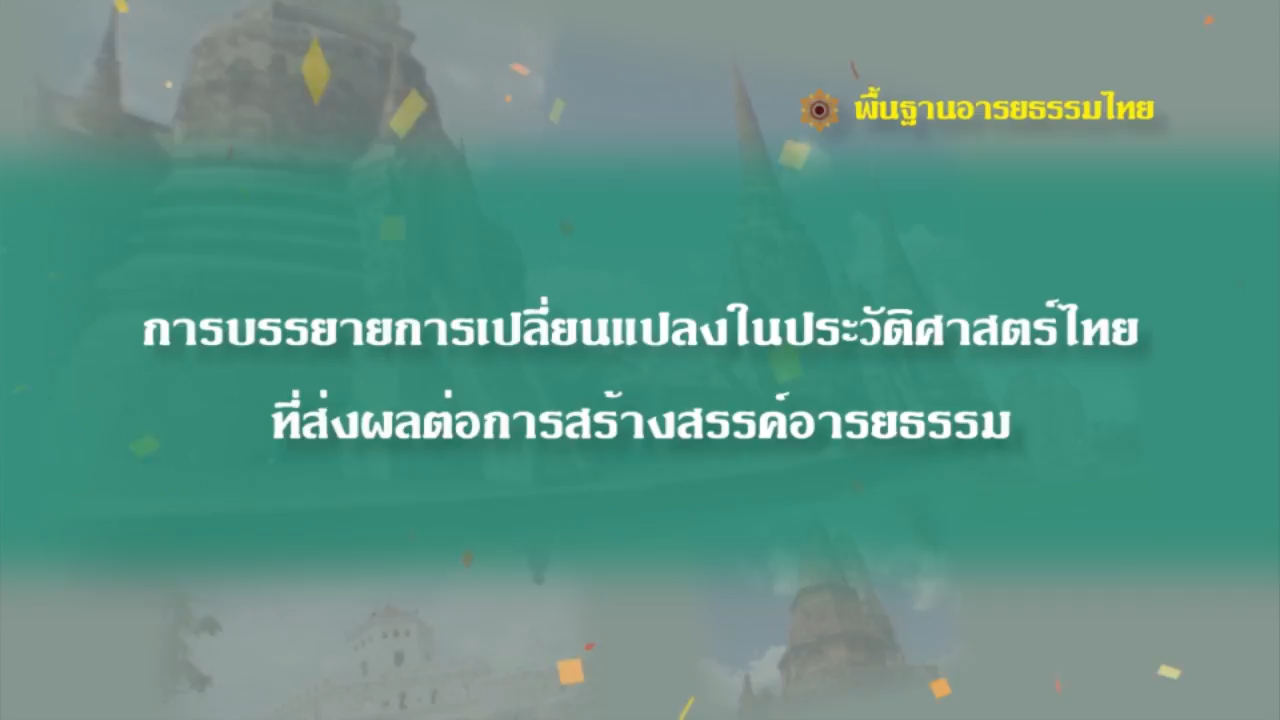 พื้นฐานอารยธรรมไทย
การบรรยายการเปลี่ยนแปลงในประวัติศาสตร์ไทย
ที่ส่งผลต่อการสร้างสรรค์อารยธรรม